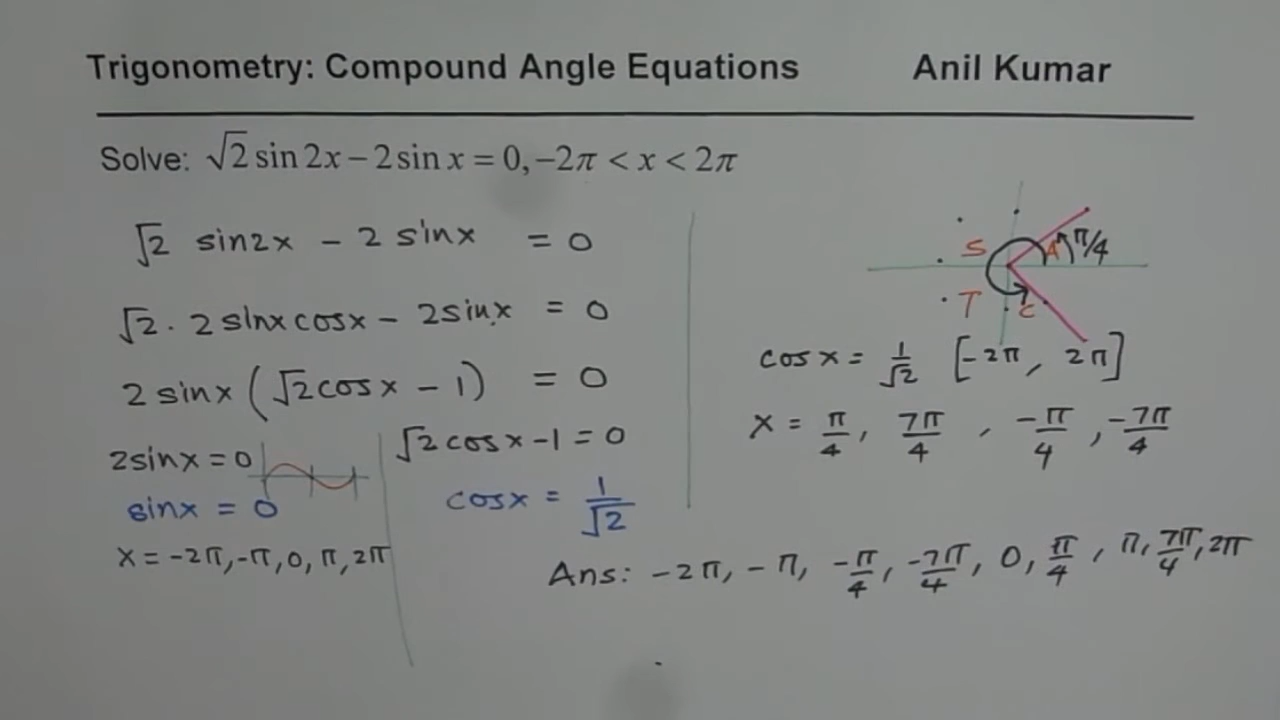 Trigonometry: Compound Angle Equations Anil Kumar
Solve: √2 sin 2x − 2 sin x = 0, −2π < x < 2π
√2 sin2x − 2 sinx = 0
√2 · 2 sinx cosx − 2sinx = 0
2 sinx (√2 cosx − 1) = 0
2sinx = 0
sinx = 0
x = −2π, −π, 0, π, 2π
√2 cosx − 1 = 0
cosx = 1/√2
S A π/4
T C
cosx = 1/√2 [−2π, 2π]
x = π/4, 7π/4, −π/4, −7π/4
Ans: −2π, −π, −π/4, −7π/4, 0, π/4, π, 7π/4, 2π